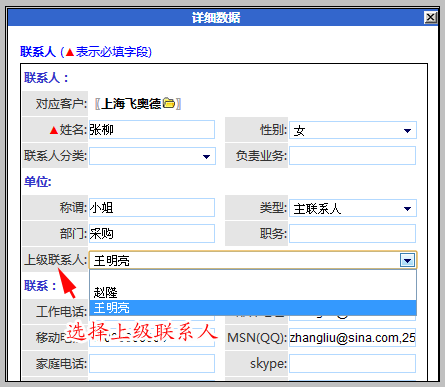 详细数据
联系人 (▲表示必填字段)
联系人：
对应客户: 〖上海飞奥德〗
▲姓名: 张柳 性别: 女
联系人分类: 负责业务:
单位:
称谓: 小姐 类型: 主联系人
部门: 采购 职务:
上级联系人: 王明亮
赵隆
联系： 王明亮
工作电话:
选择上级联系人
移动电 MSN(QQ): zhangliu@sina.com,25
家庭电话: skype: